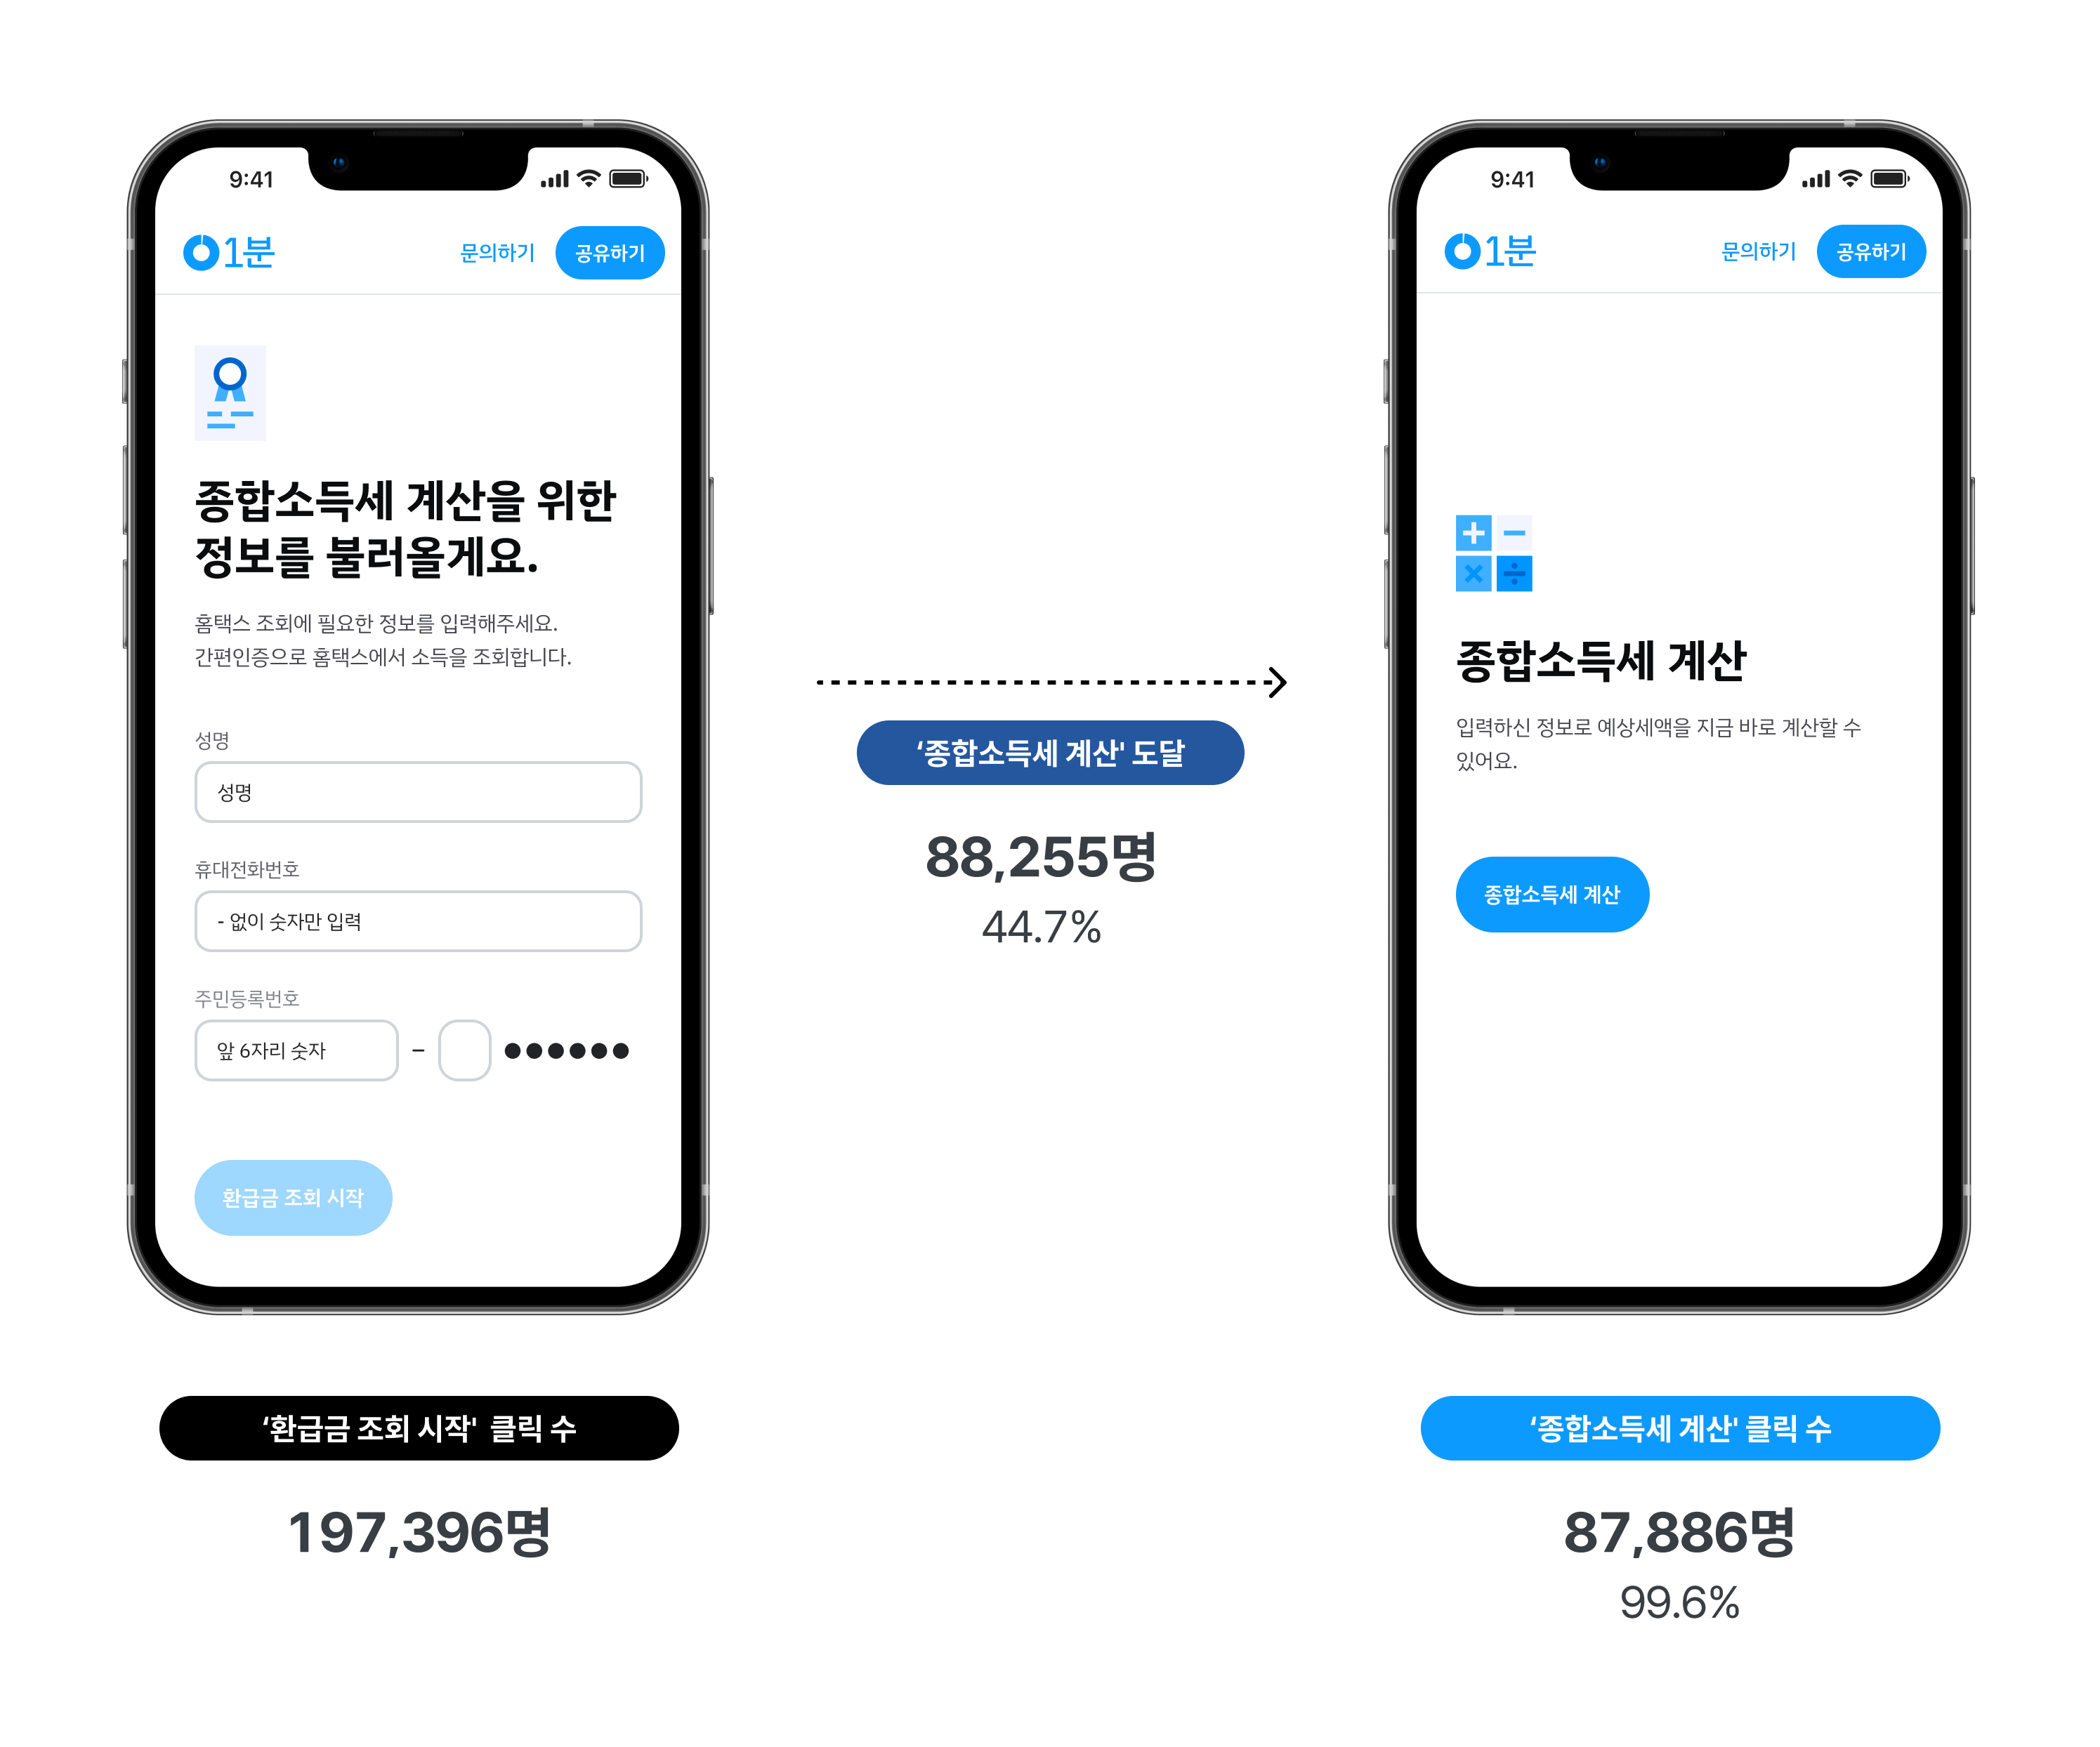 9:41
1분
문의하기
공유하기
종합소득세 계산을 위한
정보를 불러올게요.
홈택스 조회에 필요한 정보를 입력해주세요.
간편인증으로 홈택스에서 소득을 조회합니다.
성명
성명
휴대전화번호
- 없이 숫자만 입력
주민등록번호
앞 6자리 숫자 – ●●●●●●
환급금 조회 시작
‘환급금 조회 시작' 클릭 수
197,396명
‘종합소득세 계산' 도달
88,255명
44.7%
9:41
1분
문의하기
공유하기
종합소득세 계산
입력하신 정보로 예상세액을 지금 바로 계산할 수
있어요.
종합소득세 계산
‘종합소득세 계산' 클릭 수
87,886명
99.6%